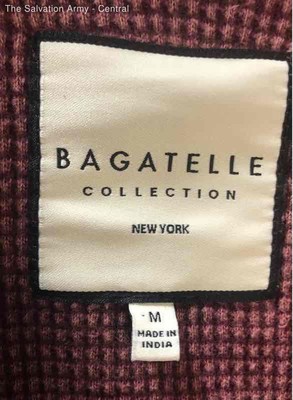 The Salvation Army - Central
BAGATELLE
COLLECTION
NEW YORK
M
MADE IN
INDIA